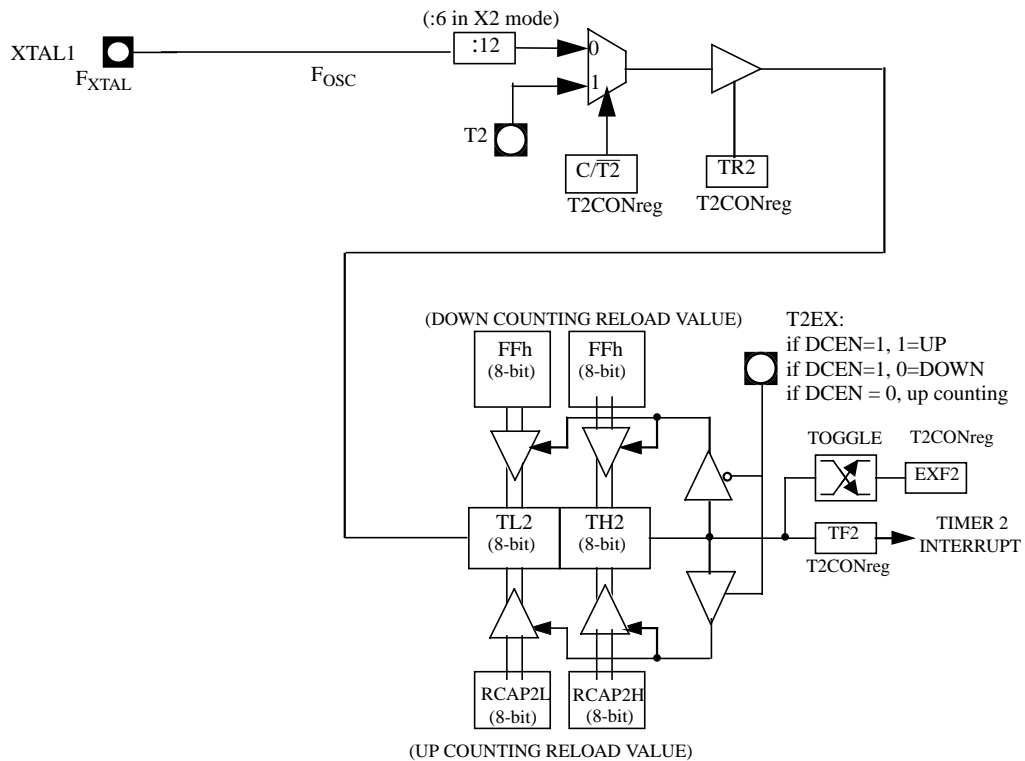 (:6 in X2 mode)
XTAL1
:12
0
FXTAL
FOSC
1
T2
C/T2
TR2
T2CONreg
T2CONreg
(DOWN COUNTING RELOAD VALUE)
T2EX:
if DCEN=1, 1=UP
if DCEN=1, 0=DOWN
if DCEN = 0, up counting
FFh
(8-bit)
FFh
(8-bit)
TOGGLE
T2CONreg
EXF2
TL2
(8-bit)
TH2
(8-bit)
TF2
T2CONreg
TIMER 2
INTERRUPT
RCAP2L
(8-bit)
RCAP2H
(8-bit)
(UP COUNTING RELOAD VALUE)